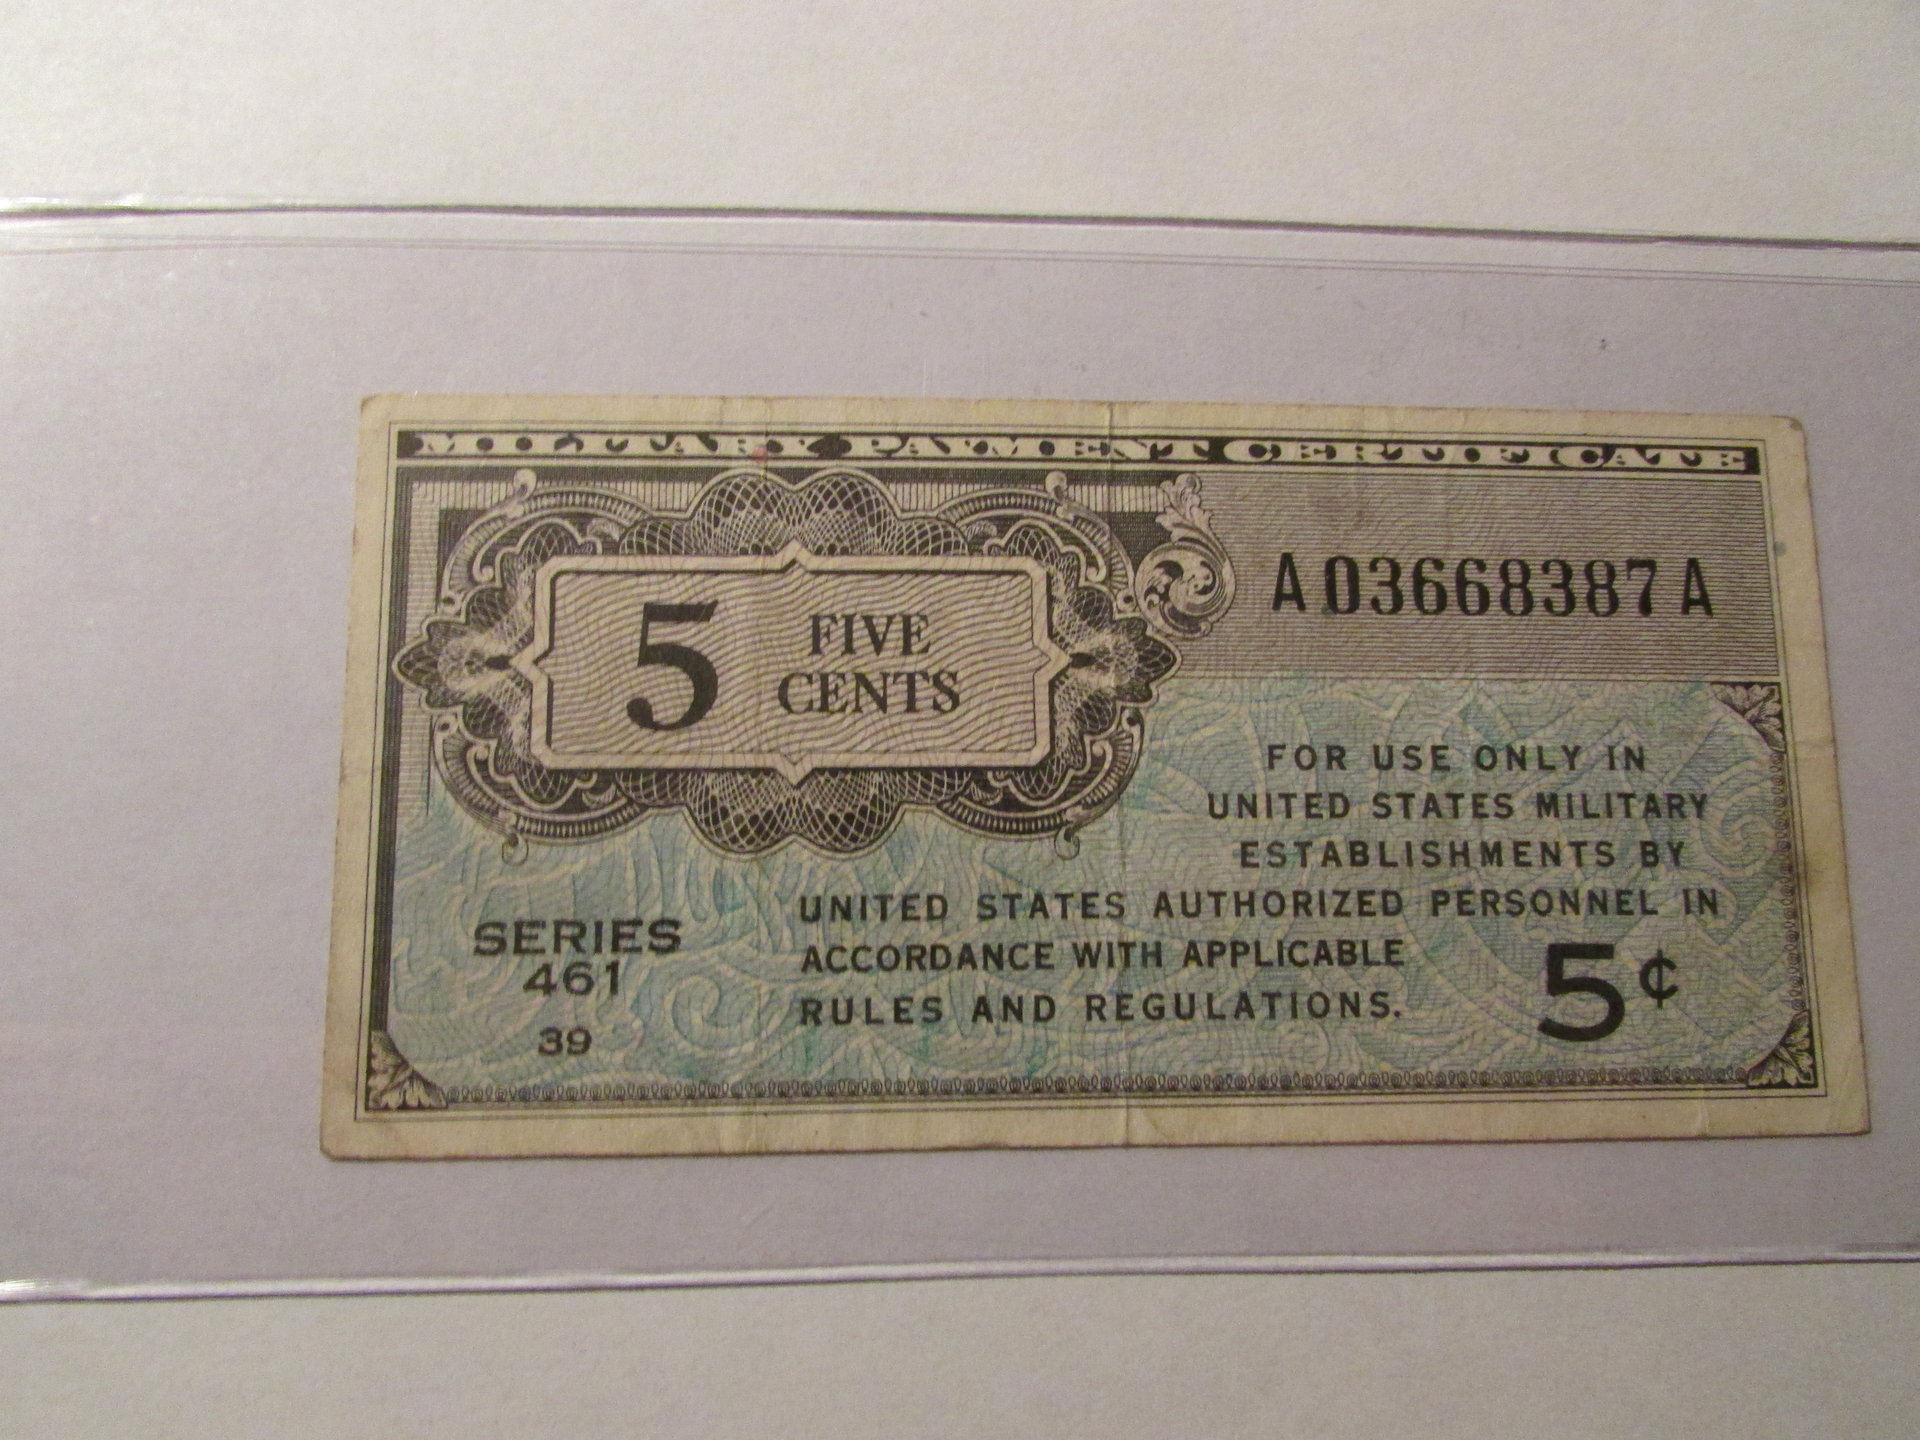 MILITARY PAYMENT CERTIFICATE
A03668387A
5 FIVE
CENTS
FOR USE ONLY IN
UNITED STATES MILITARY
ESTABLISHMENTS BY
UNITED STATES AUTHORIZED PERSONNEL IN
ACCORDANCE WITH APPLICABLE
RULES AND REGULATIONS.
SERIES
461
39
5¢